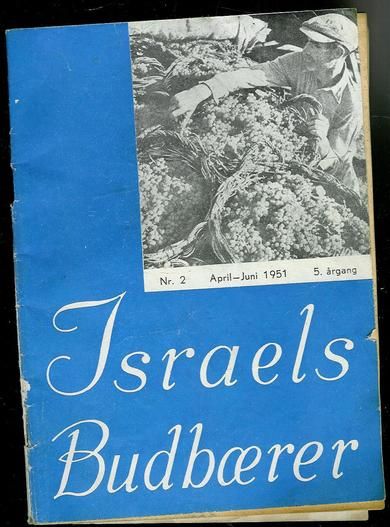 Nr. 2 April-Juni 1951 5. årgang
Israels
Budbærer